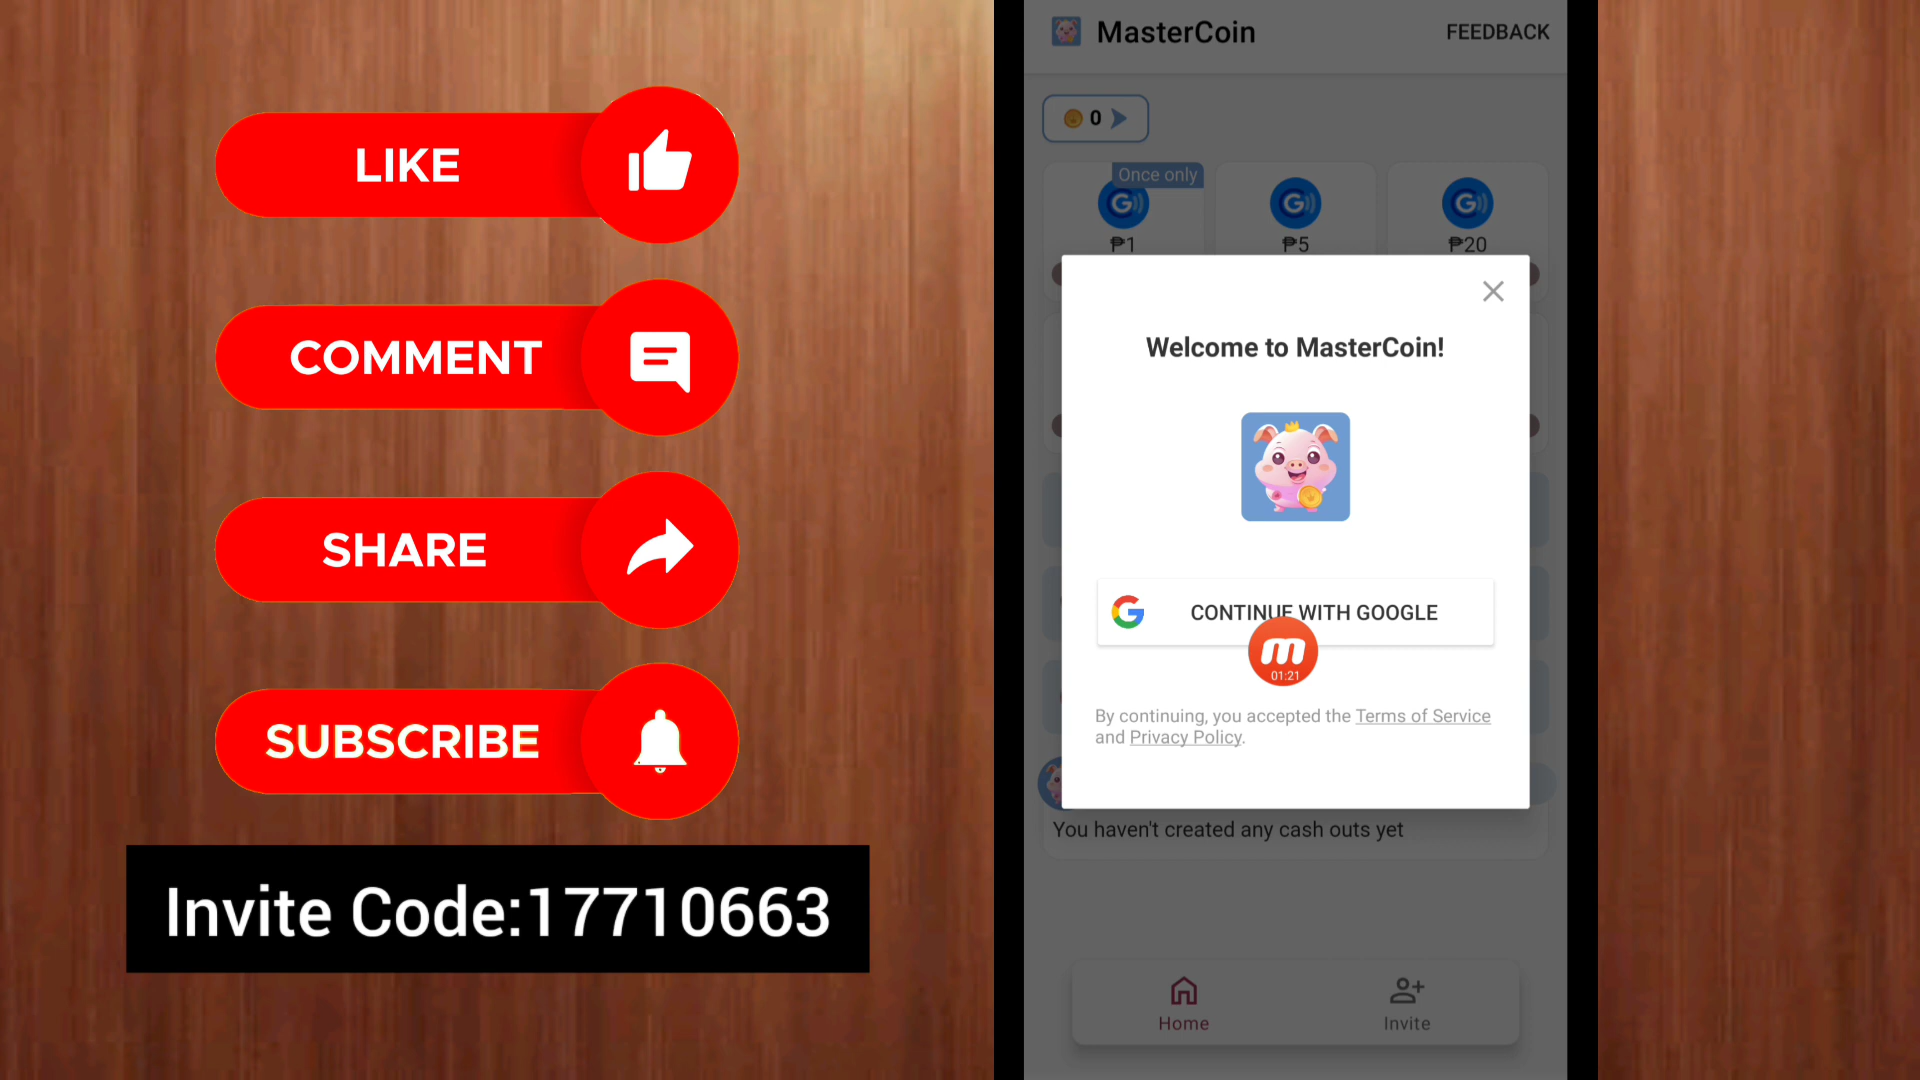 LIKE
COMMENT
SHARE
SUBSCRIBE
Invite Code:17710663
MasterCoin
FEEDBACK
0
Once only
₱1
₱5
₱20
Welcome to MasterCoin!
CONTINUE WITH GOOGLE
m
01:21
By continuing, you accepted the Terms of Service
and Privacy Policy.
You haven't created any cash outs yet
Home
Invite